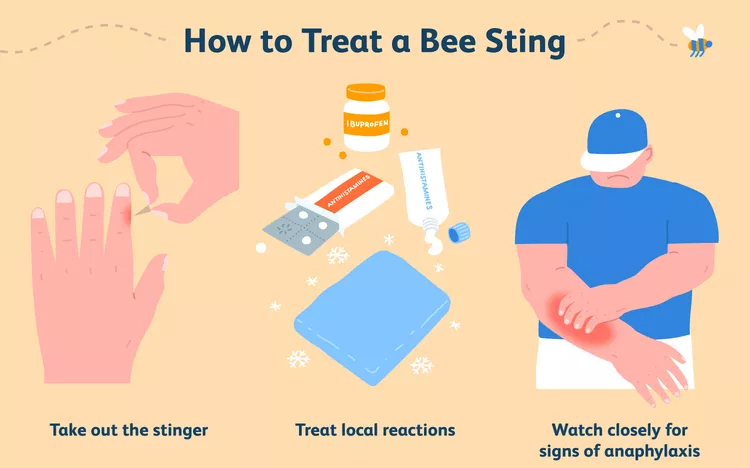 How to Treat a Bee Sting
IBUPROFEN
ANTIHISTAMINES
ANTIHISTAMINES
Take out the stinger
Treat local reactions
Watch closely for
signs of anaphylaxis